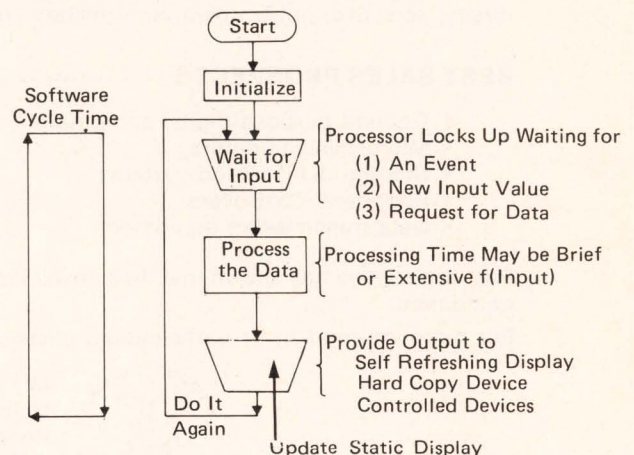 Start
Initialize
Software
Cycle Time
Wait for
Input
Processor Locks Up Waiting for
(1) An Event
(2) New Input Value
(3) Request for Data
Process
the Data
Processing Time May be Brief
or Extensive f(Input)
Provide Output to
Self Refreshing Display
Hard Copy Device
Controlled Devices
Do It
Again
Update Static Display